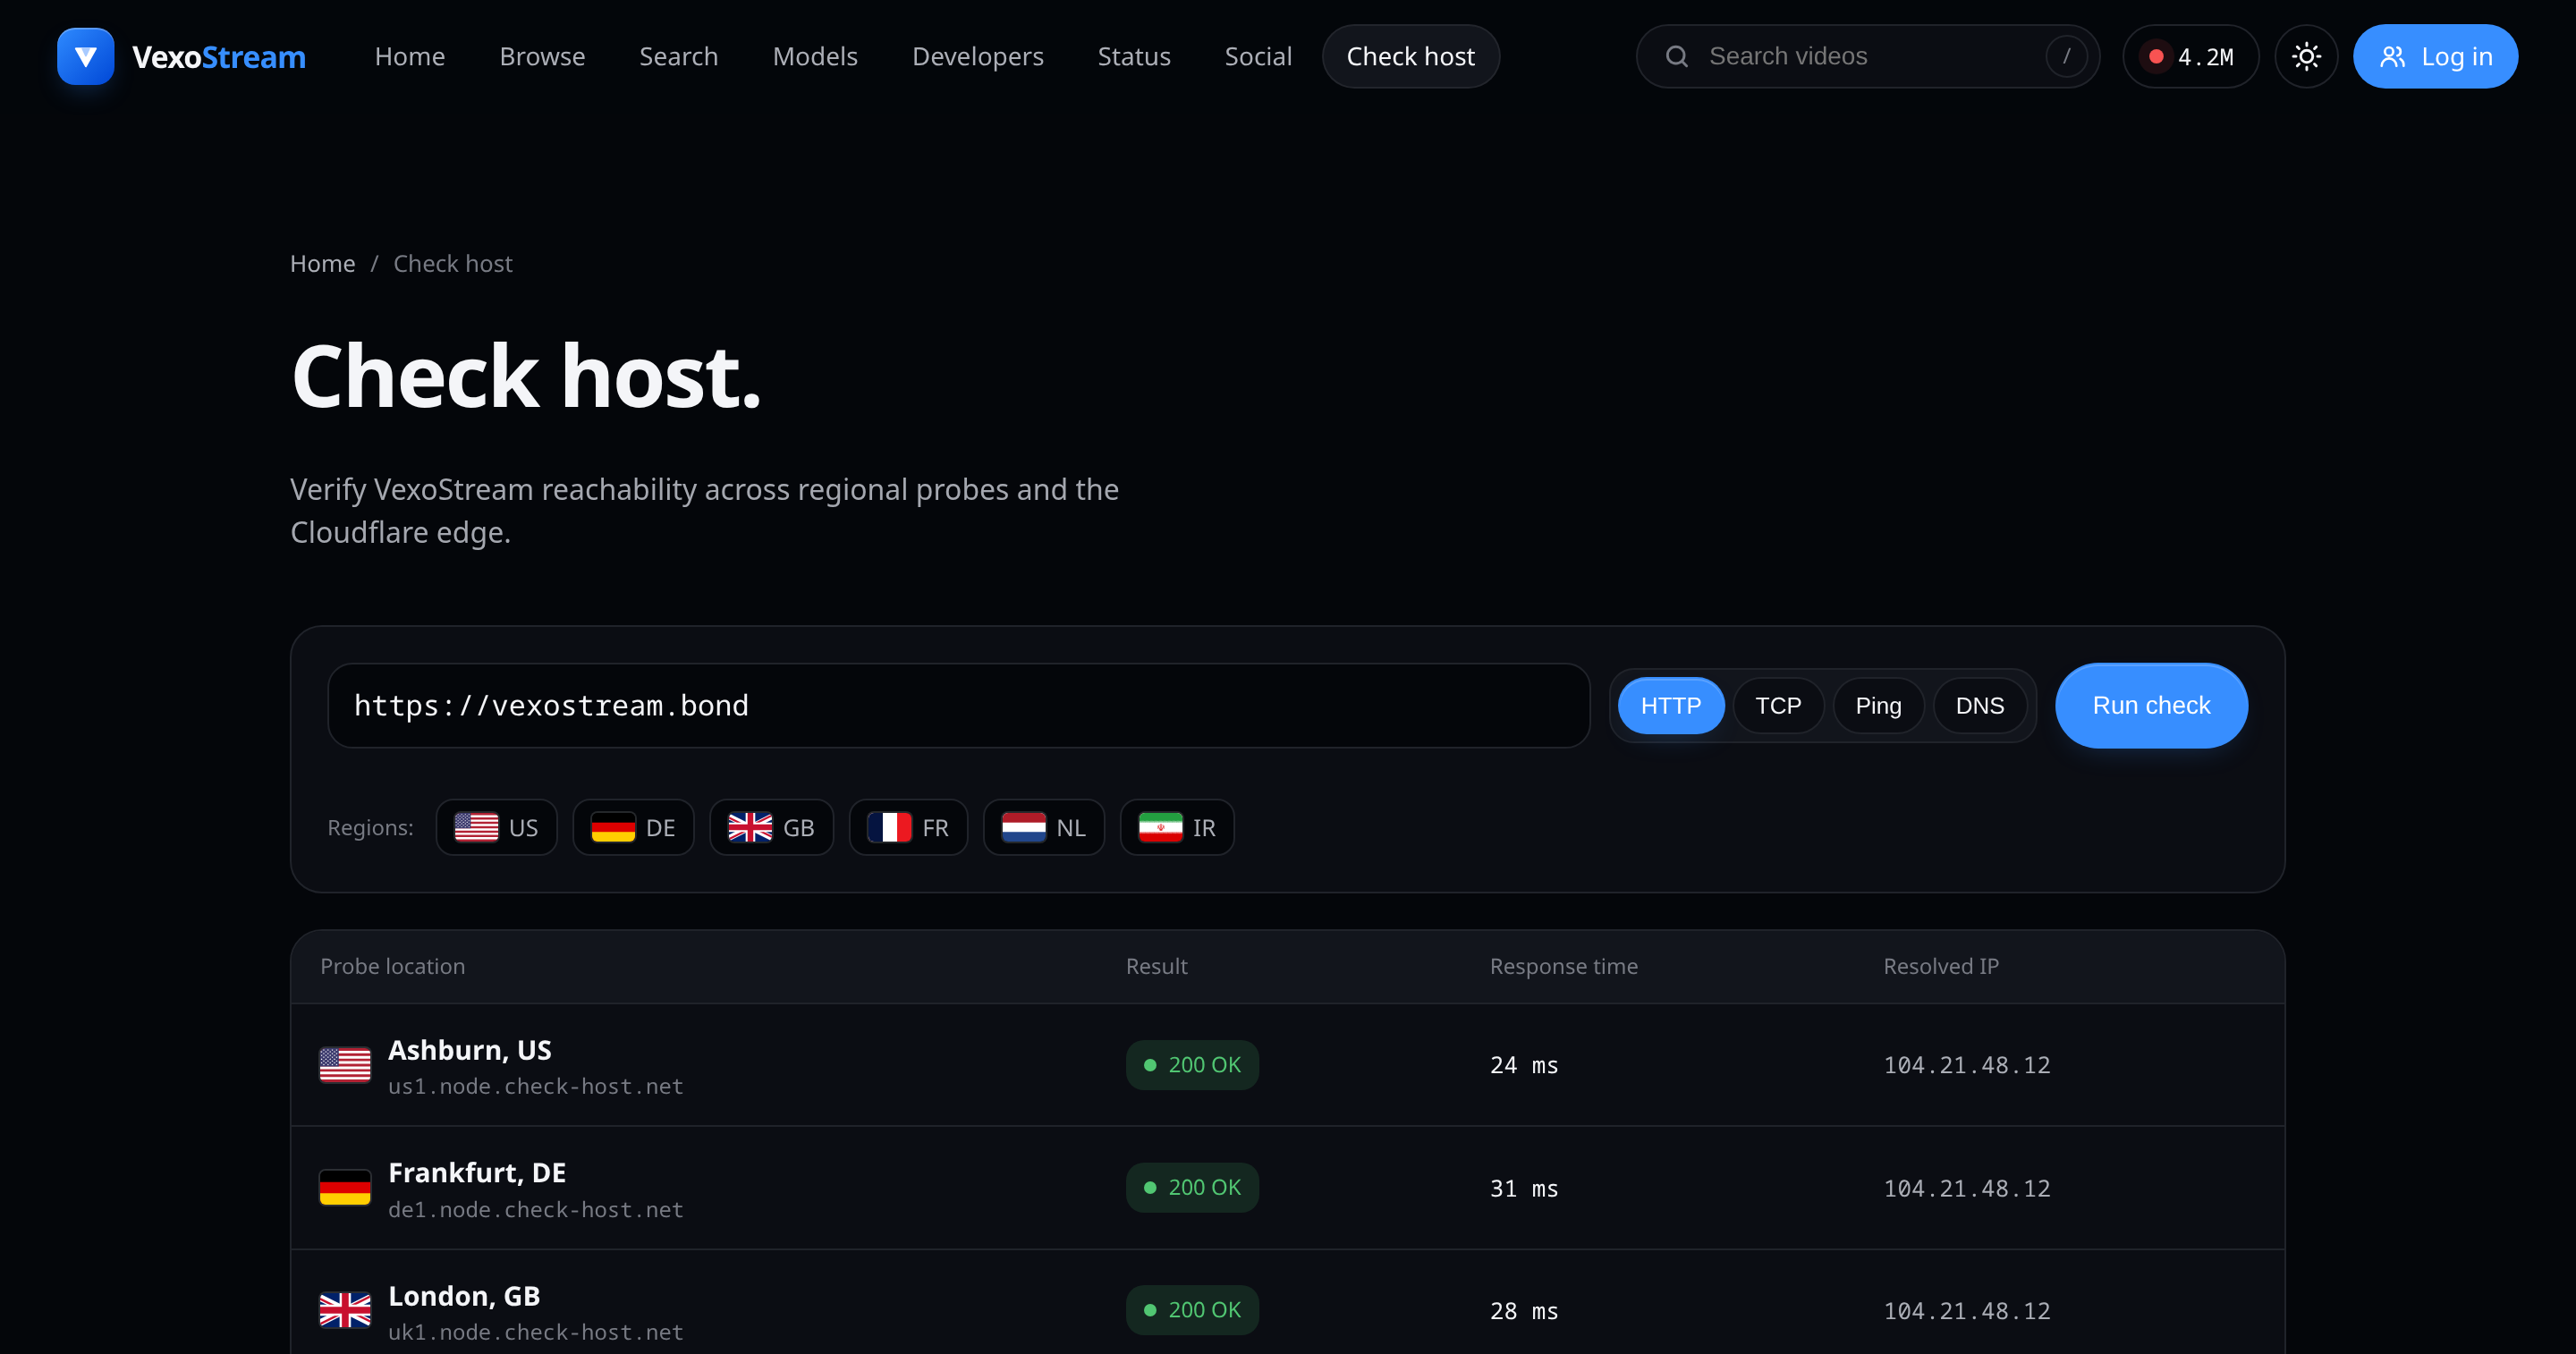 VexoStream Home Browse Search Models Developers Status Social Check host Search videos / 4.2M Log in
Home / Check host
Check host.
Verify VexoStream reachability across regional probes and the
Cloudflare edge.
https://vexostream.bond HTTP TCP Ping DNS Run check
Regions: US DE GB FR NL IR
Probe location Result Response time Resolved IP
Ashburn, US
us1.node.check-host.net 200 OK 24 ms 104.21.48.12
Frankfurt, DE
de1.node.check-host.net 200 OK 31 ms 104.21.48.12
London, GB
uk1.node.check-host.net 200 OK 28 ms 104.21.48.12